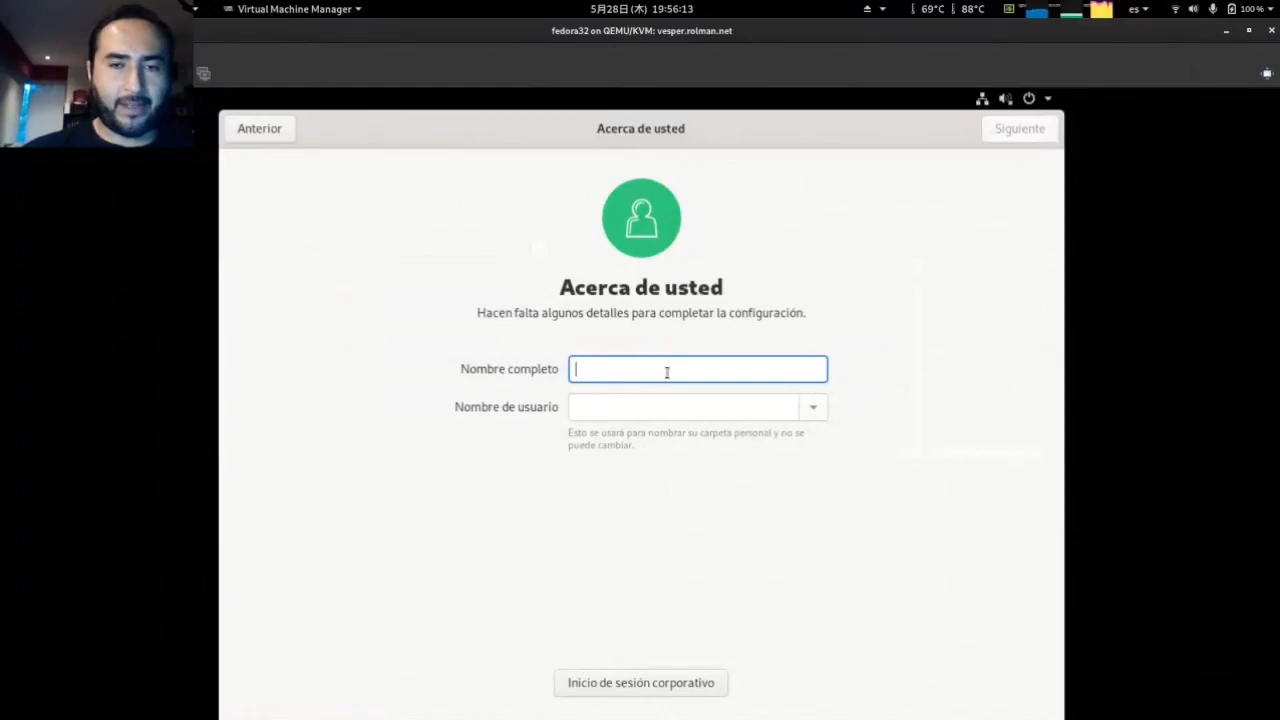 Virtual Machine Manager
5月28日(木) 19:56:13
69°C
88°C
es
100 %
fedora32 on QEMU/KVM: vesper.rolman.net
Anterior
Acerca de usted
Siguiente
Acerca de usted
Hacen falta algunos detalles para completar la configuración.
Nombre completo
Nombre de usuario
Esto se usará para nombrar su carpeta personal y no se
puede cambiar.
Inicio de sesión corporativo